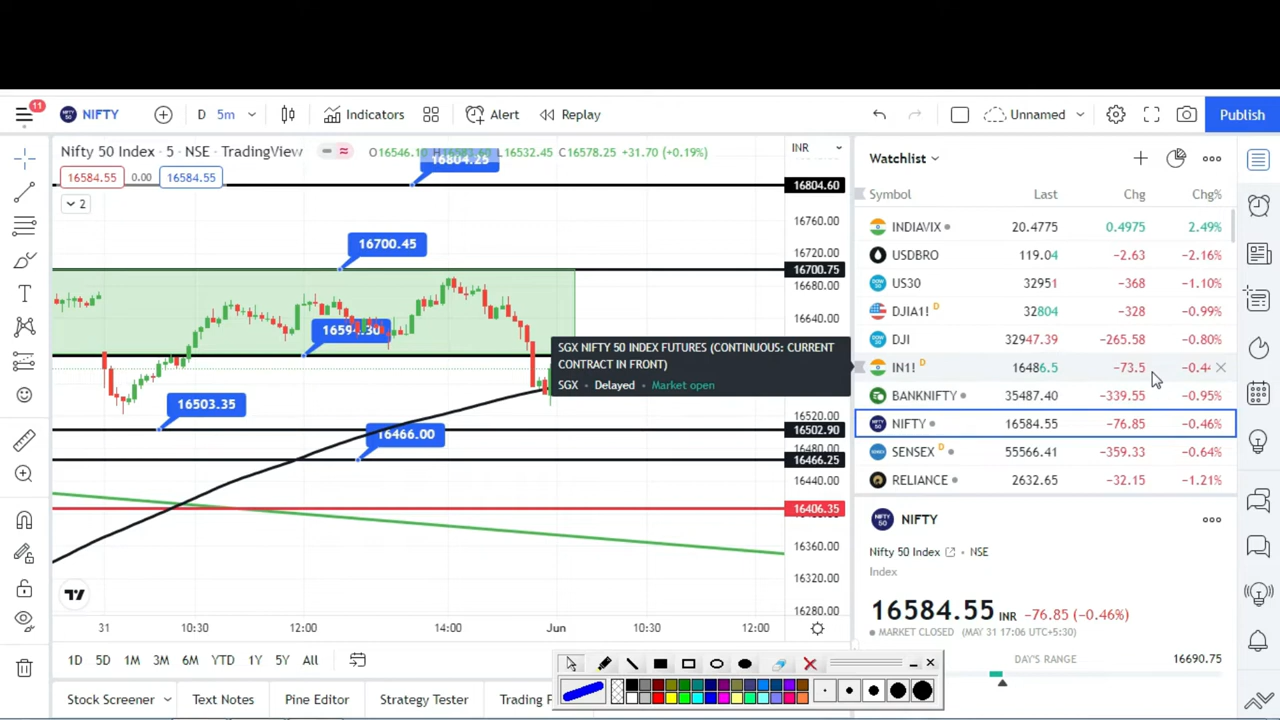 11
NIFTY
D
5m
Indicators
Alert
Replay
Unnamed
Publish
Nifty 50 Index · 5 · NSE · TradingView
O16546.10 H16583.60 L16532.45 C16578.25 +31.70 (+0.19%)
INR
16584.55
0.00
16584.55
2
16804.25
16804.60
16760.00
16700.45
16720.00
16700.75
16680.00
16640.00
16594.30
16503.35
16520.00
16502.90
16466.00
16480.00
16466.25
16440.00
16406.35
16360.00
16320.00
16280.00
SGX NIFTY 50 INDEX FUTURES (CONTINUOUS: CURRENT
CONTRACT IN FRONT)
SGX • Delayed • Market open
31
10:30
12:00
14:00
Jun
10:30
12:00
1D 5D 1M 3M 6M YTD 1Y 5Y All
Pine Editor
Strategy Tester
Watchlist
Symbol Last Chg Chg%
INDIAVIX 20.4775 0.4975 2.49%
USDBRO 119.04 −2.63 −2.16%
US30 32951 −368 −1.10%
DJIA1! D 32804 −328 −0.99%
DJI 32947.39 −265.58 −0.80%
IN1! D 16486.5 −73.5 −0.44
BANKNIFTY 35487.40 −339.55 −0.95%
NIFTY 16584.55 −76.85 −0.46%
SENSEX D 55566.41 −359.33 −0.64%
RELIANCE 2632.65 −32.15 −1.21%
NIFTY
Nifty 50 Index • NSE
Index
16584.55 INR −76.85 (−0.46%)
MARKET CLOSED (MAY 31 17:06 UTC+5:30)
DAY'S RANGE 16690.75